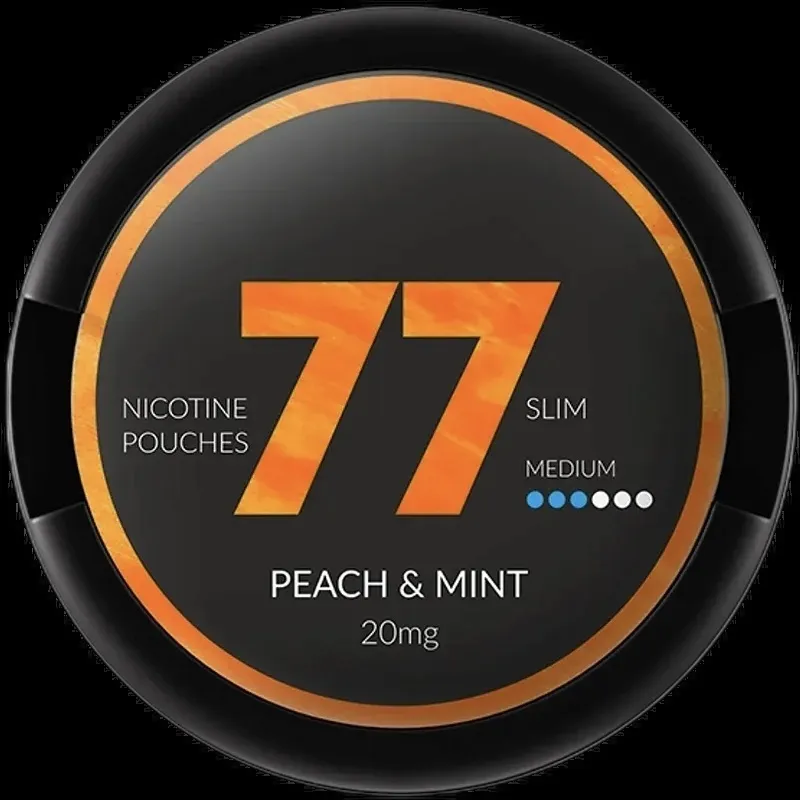 77
NICOTINE
POUCHES
SLIM
MEDIUM
PEACH & MINT
20mg